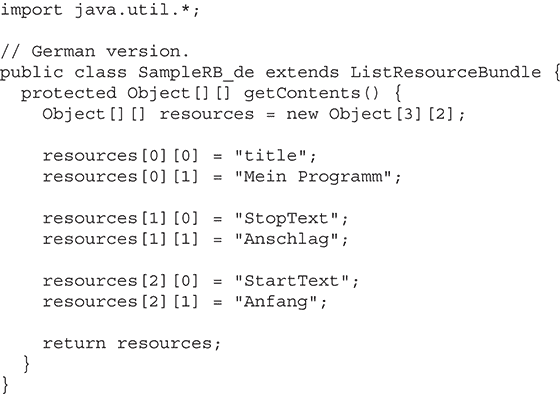 import java.util.*;

// German version.
public class SampleRB_de extends ListResourceBundle {
  protected Object[][] getContents() {
    Object[][] resources = new Object[3][2];

    resources[0][0] = "title";
    resources[0][1] = "Mein Programm";

    resources[1][0] = "StopText";
    resources[1][1] = "Anschlag";

    resources[2][0] = "StartText";
    resources[2][1] = "Anfang";

    return resources;
  }
}